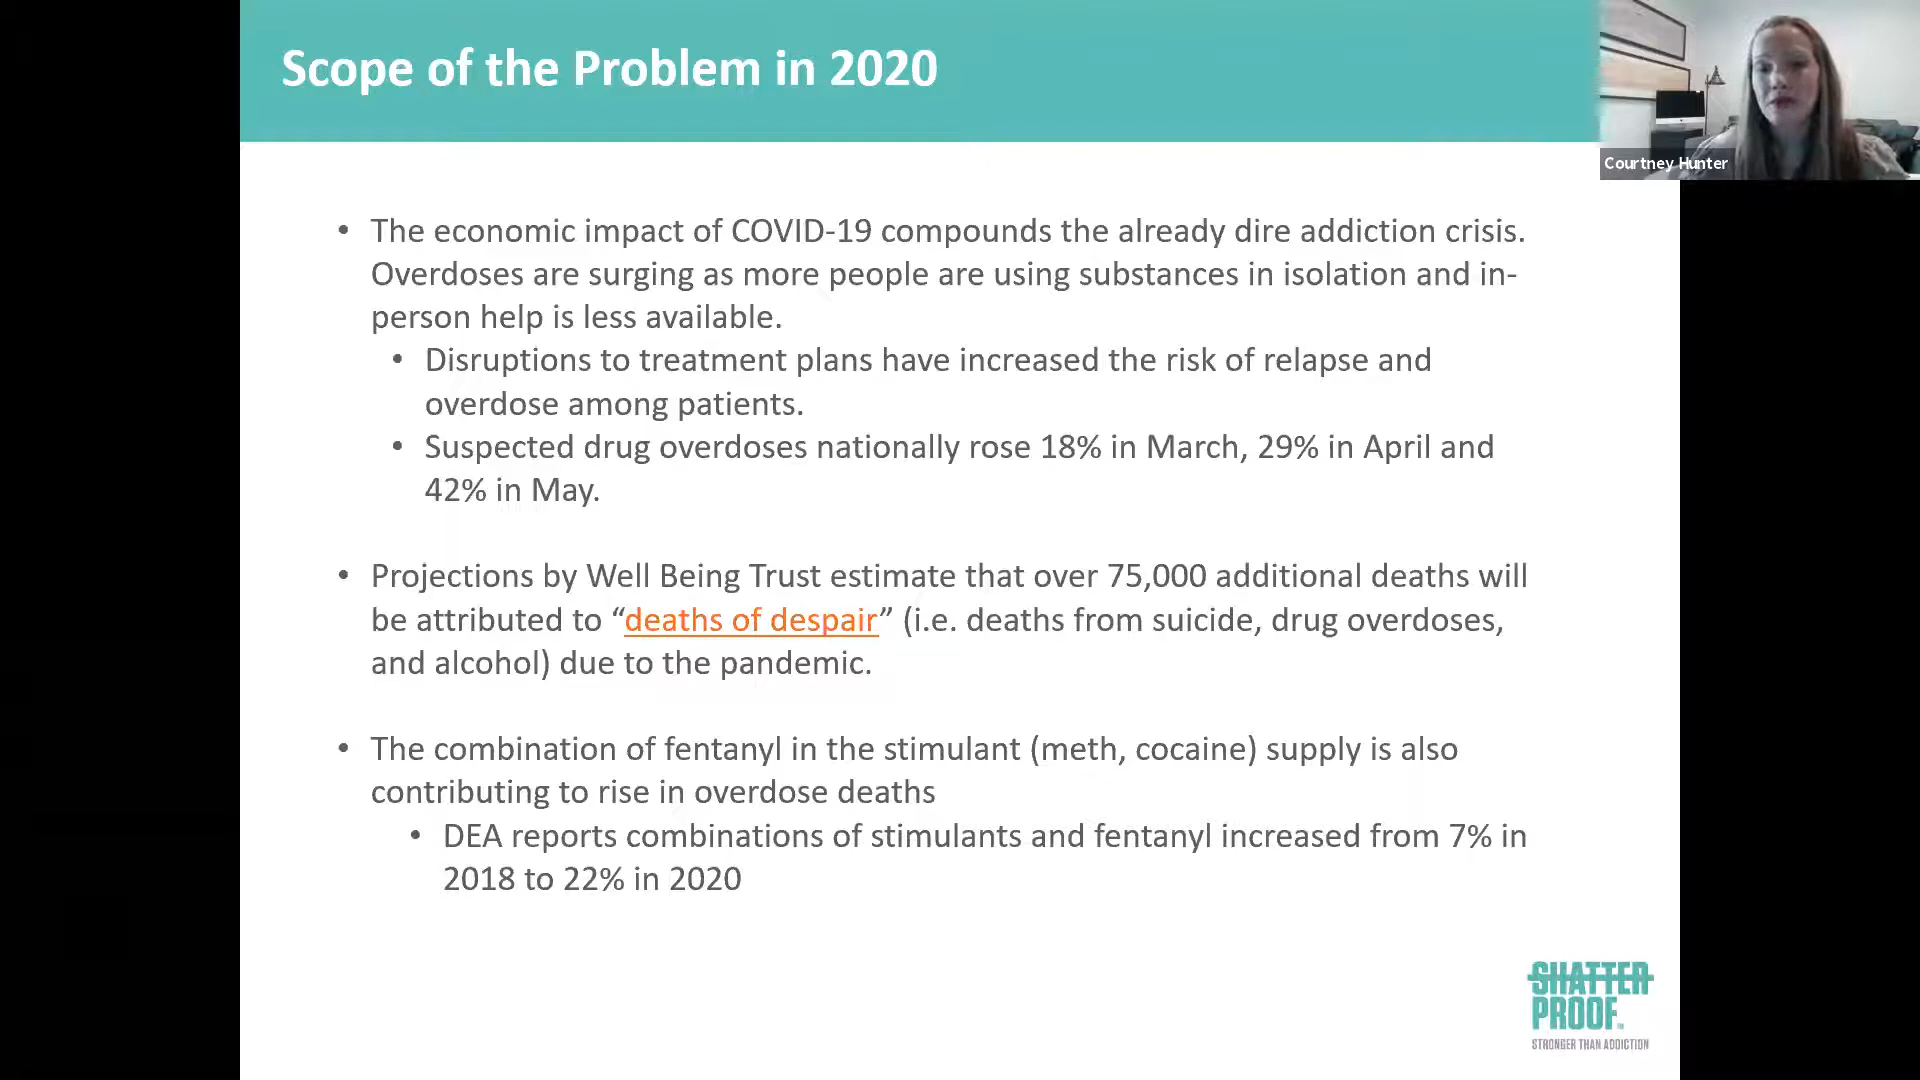 Scope of the Problem in 2020
Courtney Hunter
• The economic impact of COVID-19 compounds the already dire addiction crisis.
Overdoses are surging as more people are using substances in isolation and in-
person help is less available.
• Disruptions to treatment plans have increased the risk of relapse and
overdose among patients.
• Suspected drug overdoses nationally rose 18% in March, 29% in April and
42% in May.
• Projections by Well Being Trust estimate that over 75,000 additional deaths will
be attributed to “deaths of despair” (i.e. deaths from suicide, drug overdoses,
and alcohol) due to the pandemic.
• The combination of fentanyl in the stimulant (meth, cocaine) supply is also
contributing to rise in overdose deaths
• DEA reports combinations of stimulants and fentanyl increased from 7% in
2018 to 22% in 2020
SHATTER
PROOF™
STRONGER THAN ADDICTION